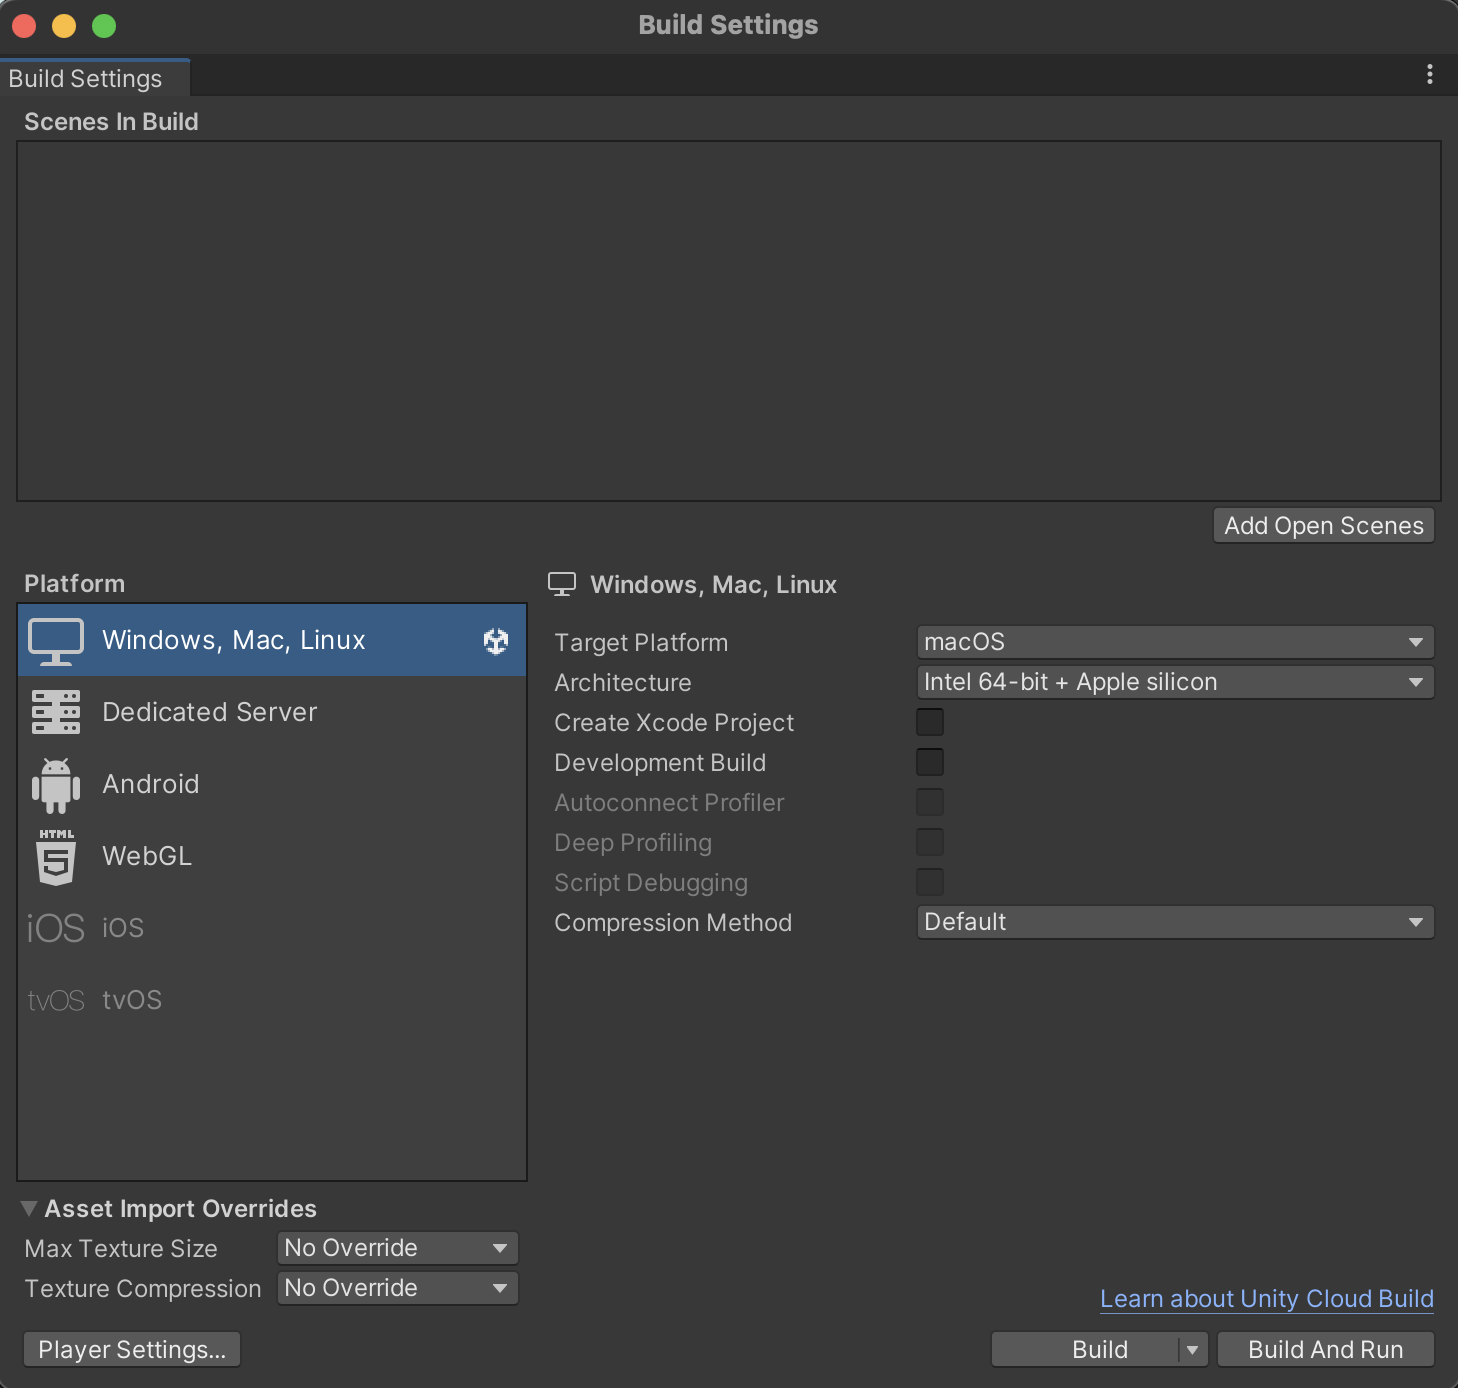 Build Settings
Build Settings
Scenes In Build
Add Open Scenes
Platform
Windows, Mac, Linux
Dedicated Server
Android
HTML
5
WebGL
iOS iOS
tvOS tvOS
Windows, Mac, Linux
Target Platform macOS
Architecture Intel 64-bit + Apple silicon
Create Xcode Project
Development Build
Autoconnect Profiler
Deep Profiling
Script Debugging
Compression Method Default
Asset Import Overrides
Max Texture Size No Override
Texture Compression No Override
Learn about Unity Cloud Build
Player Settings... Build Build And Run